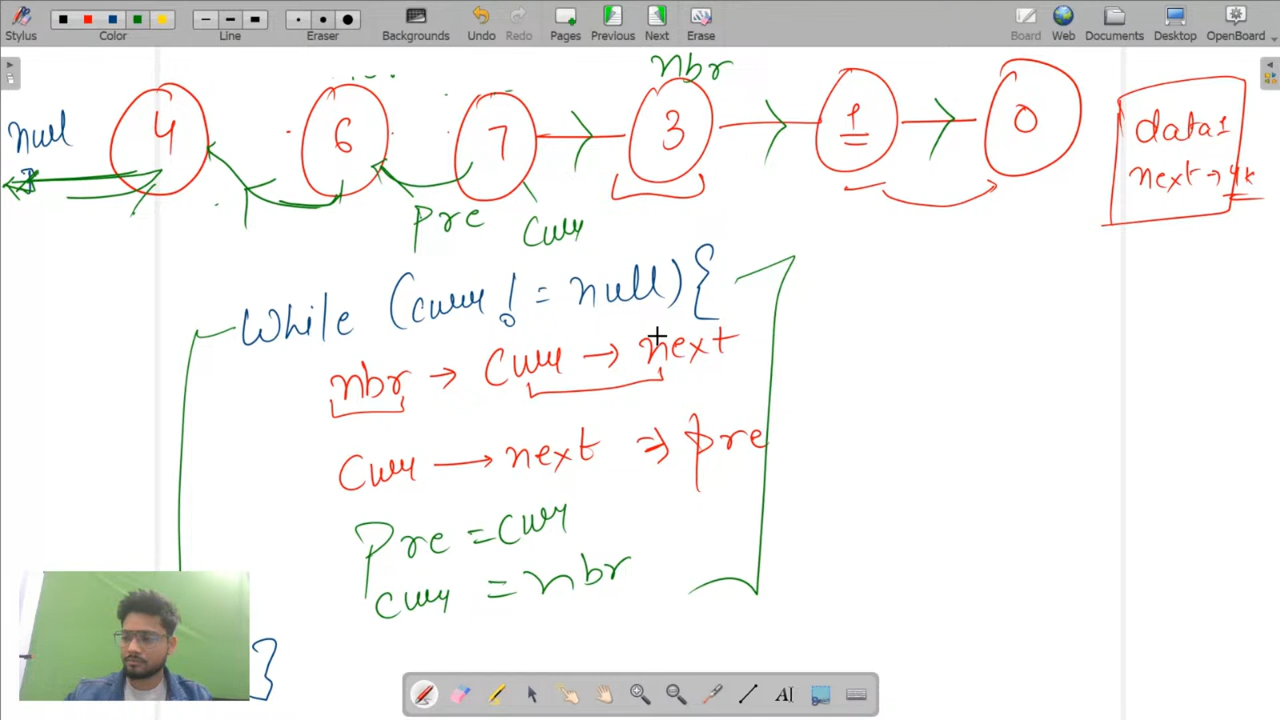 Stylus Color Line Eraser Backgrounds Undo Redo Pages Previous Next Erase Board Web Documents Desktop OpenBoard
nbr
null 4 6 7 3 1 0 data1
next → 4k
Pre Curr
While (curr != null){
nbr → Curr → next
Curr → next ⇒ pre
Pre = curr
curr = nbr
}